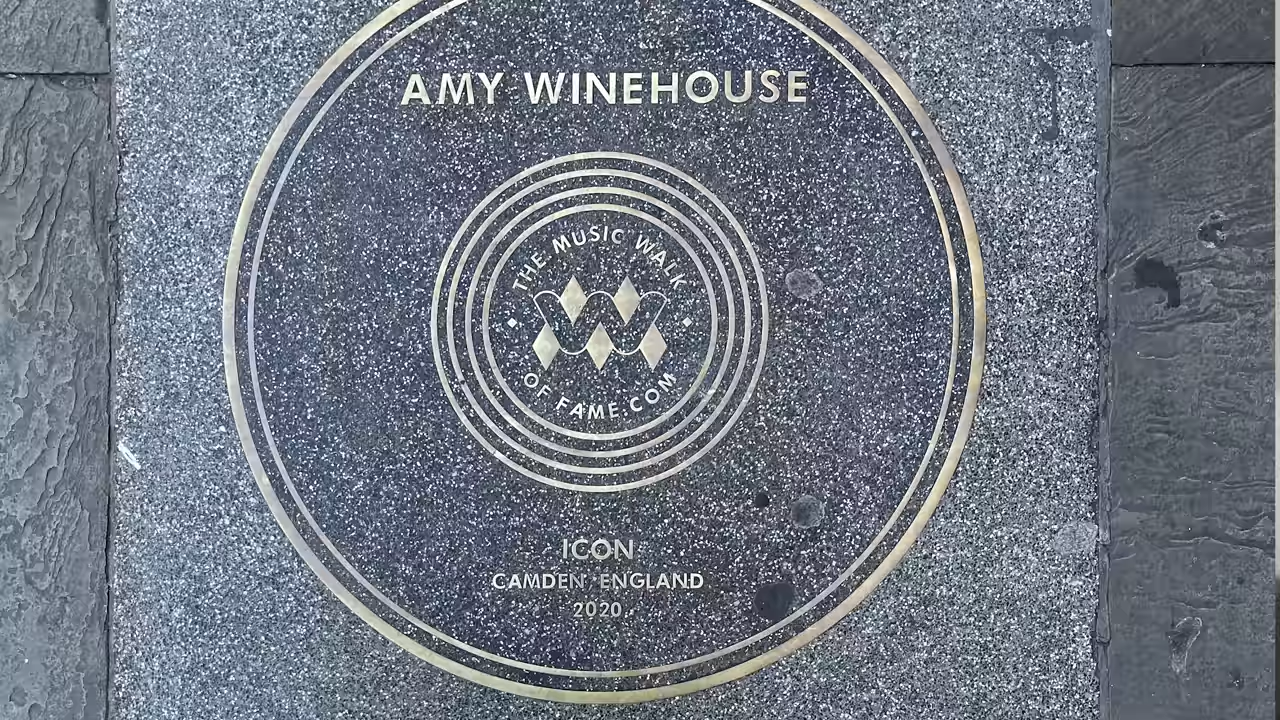 AMY WINEHOUSE
THE MUSIC WALK
OF FAME.COM
ICON
CAMDEN, ENGLAND
2020